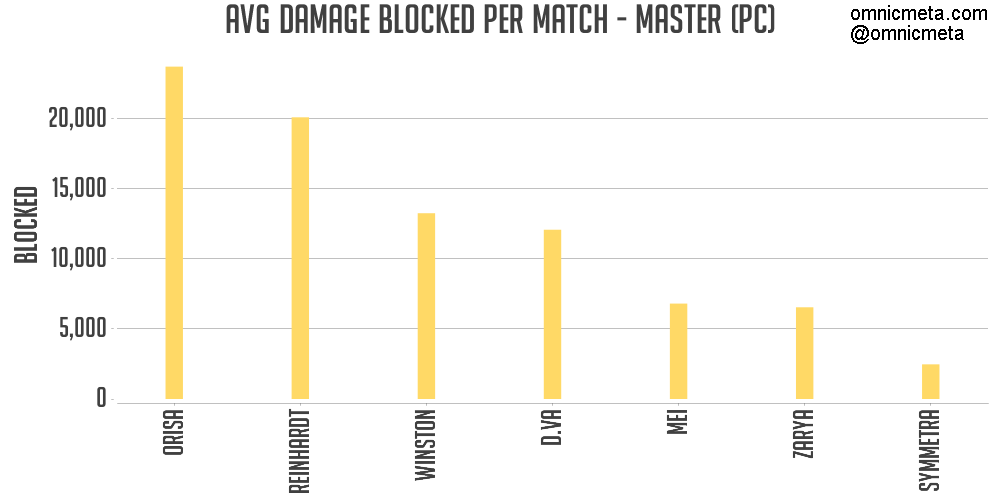 AVG DAMAGE BLOCKED PER MATCH - MASTER (PC)
omnicmeta.com
@omnicmeta
BLOCKED
20,000
15,000
10,000
5,000
0
ORISA
REINHARDT
WINSTON
D.VA
MEI
ZARYA
SYMMETRA